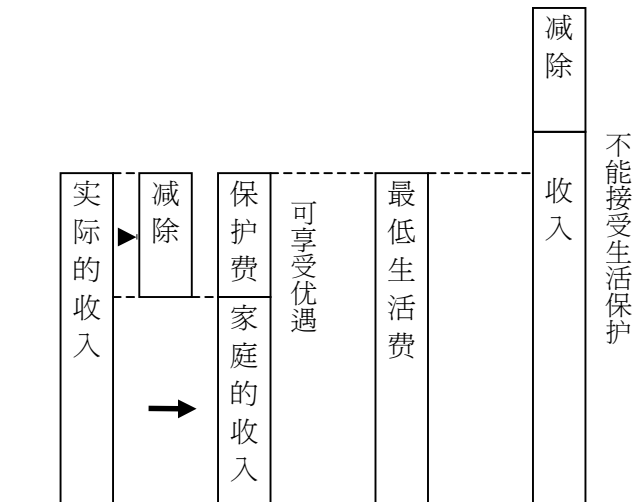 实际的收入
减除
保护费
家庭的收入
可享受优遇
最低生活费
减除
收入
不能接受生活保护